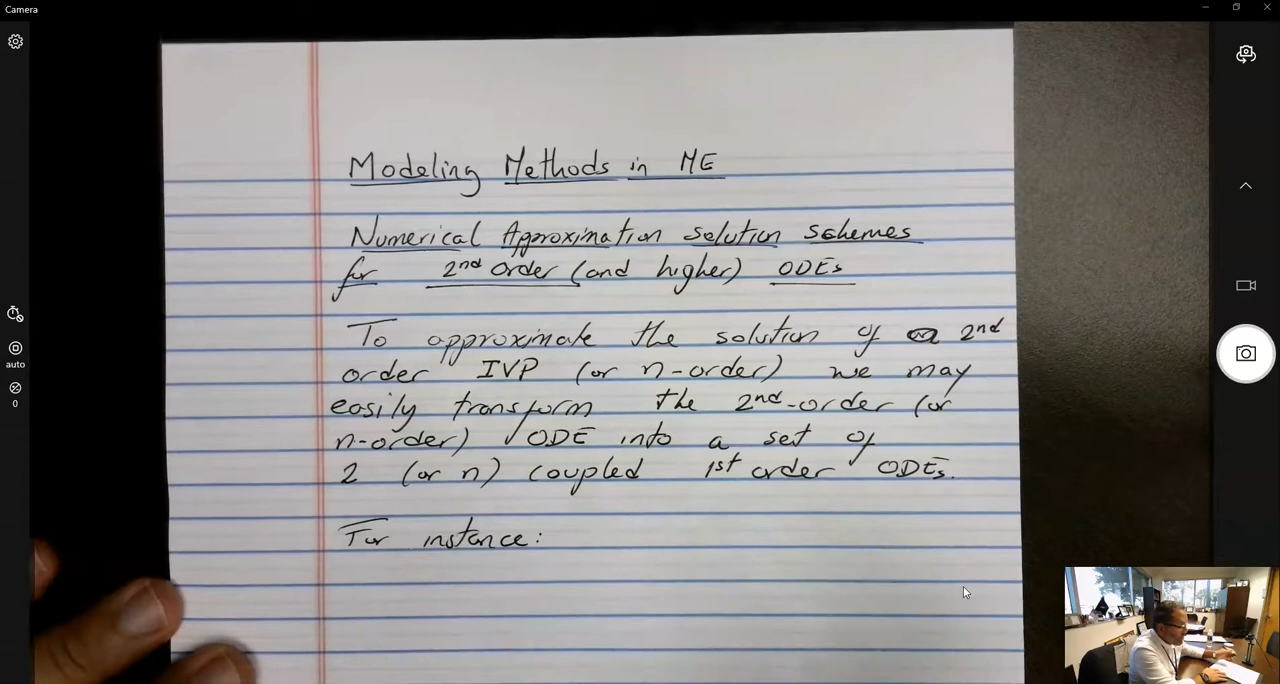 Camera
Modeling Methods in ME
Numerical Approximation solution schemes
for 2nd order (and higher) ODEs
To approximate the solution of 2nd
order IVP (or n-order) we may
easily transform the 2nd-order (or
n-order) ODE into a set of
2 (or n) coupled 1st order ODEs.
For instance:
auto
0